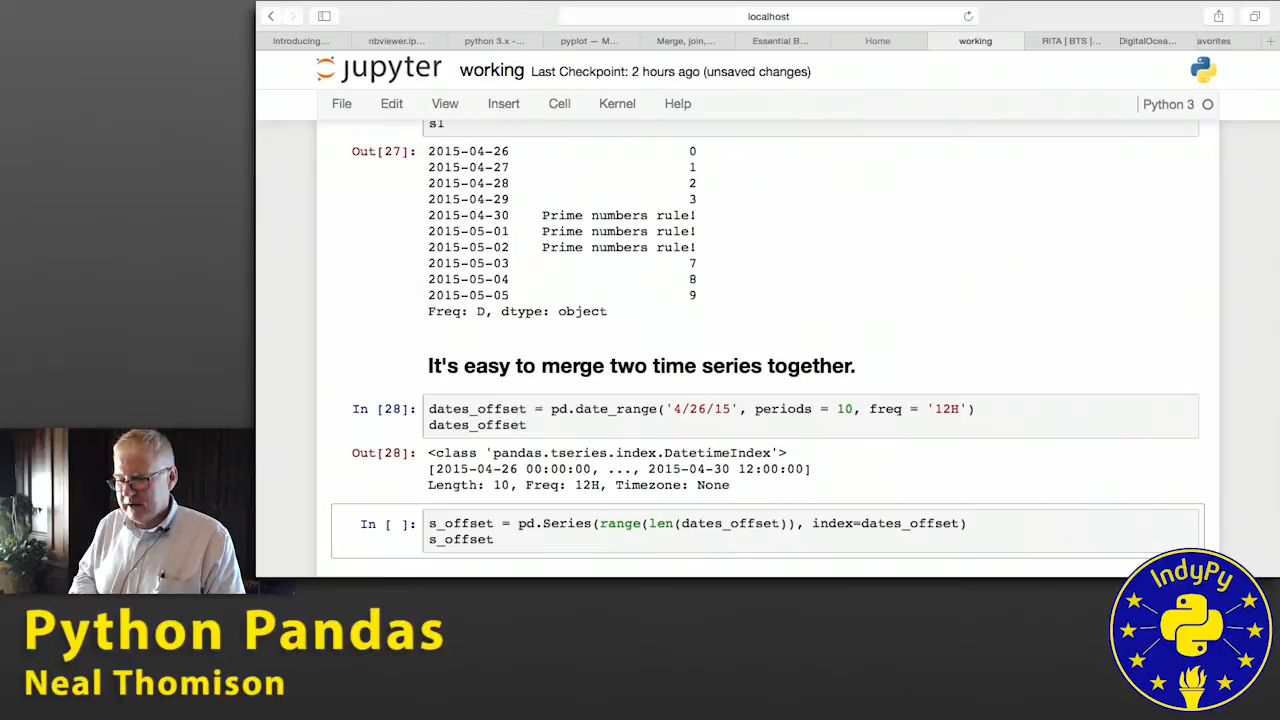 localhost
Introducing...
nbviewer.ip...
python 3.x -...
pyplot — M...
Merge, join,...
Essential B...
Home
working
RITA | BTS |...
DigitalOcea...
avorites
jupyter working Last Checkpoint: 2 hours ago (unsaved changes)
File Edit View Insert Cell Kernel Help Python 3
s1
Out[27]: 2015-04-26 0
2015-04-27 1
2015-04-28 2
2015-04-29 3
2015-04-30 Prime numbers rule!
2015-05-01 Prime numbers rule!
2015-05-02 Prime numbers rule!
2015-05-03 7
2015-05-04 8
2015-05-05 9
Freq: D, dtype: object
It's easy to merge two time series together.
In [28]: dates_offset = pd.date_range('4/26/15', periods = 10, freq = '12H')
dates_offset
Out[28]: <class 'pandas.tseries.index.DatetimeIndex'>
[2015-04-26 00:00:00, ..., 2015-04-30 12:00:00]
Length: 10, Freq: 12H, Timezone: None
In [ ]: s_offset = pd.Series(range(len(dates_offset)), index=dates_offset)
s_offset
IndyPy
Python Pandas
Neal Thomison